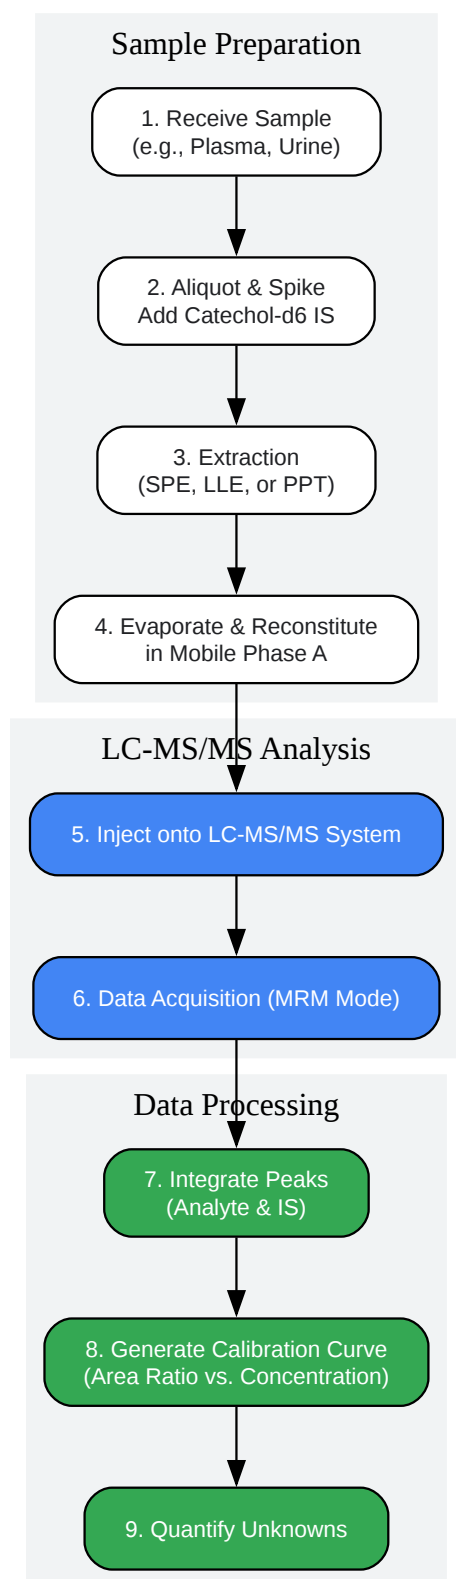 Sample Preparation
1. Receive Sample
(e.g., Plasma, Urine)
2. Aliquot & Spike
Add Catechol-d6 IS
3. Extraction
(SPE, LLE, or PPT)
4. Evaporate & Reconstitute
in Mobile Phase A
LC-MS/MS Analysis
5. Inject onto LC-MS/MS System
6. Data Acquisition (MRM Mode)
Data Processing
7. Integrate Peaks
(Analyte & IS)
8. Generate Calibration Curve
(Area Ratio vs. Concentration)
9. Quantify Unknowns